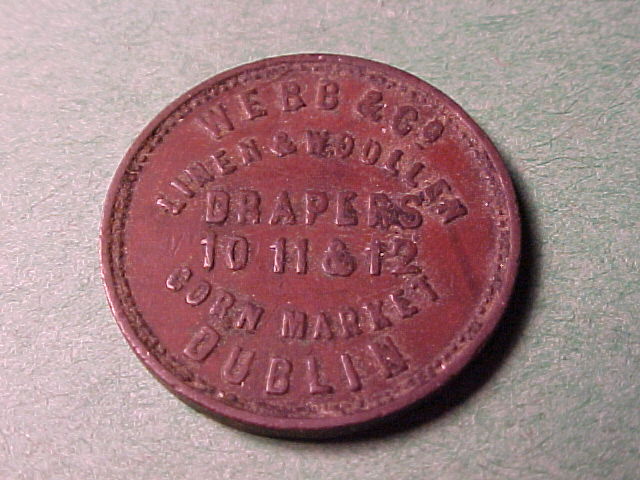 WEBB & Co
LINEN & WOOLLEN
DRAPERS
10 11 & 12
CORN MARKET
DUBLIN